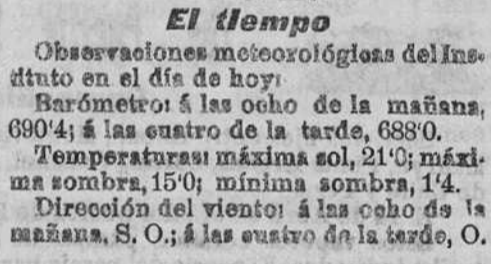 El tiempo
Observaciones meteorológicas del Ins-
tituto en el día de hoy:
Barómetro: á las ocho de la mañana,
690'4; á las cuatro de la tarde, 688'0.
Temperaturas: máxima sol, 21'0; máxi-
ma sombra, 15'0; mínima sombra, 1'4.
Dirección del viento: á las ocho de la
mañana, S. O.; á las cuatro de la tarde, O.